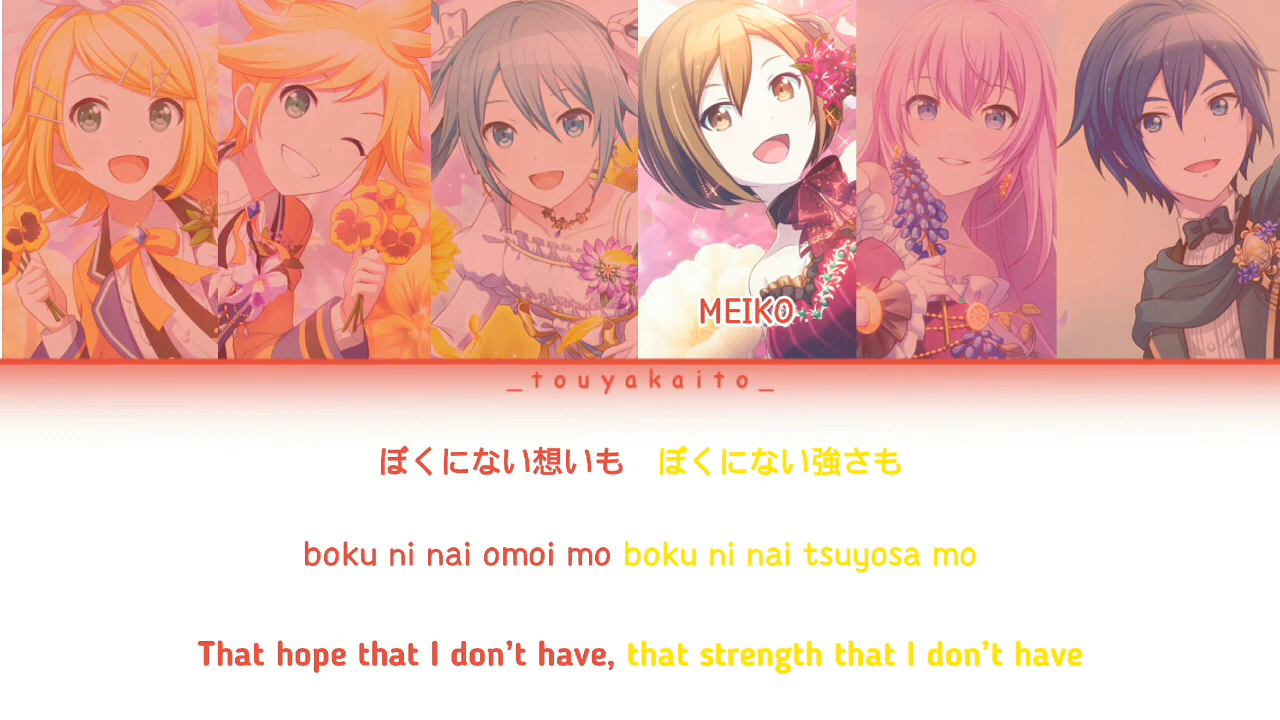 MEIKO
_touyakaito_
ぼくにない想いも　ぼくにない強さも
boku ni nai omoi mo boku ni nai tsuyosa mo
That hope that I don't have, that strength that I don't have